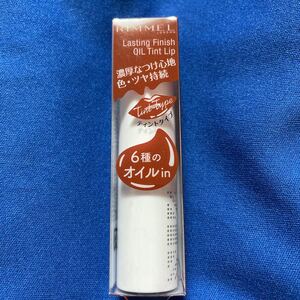 RIMMEL
Lasting Finish
OIL Tint Lip
濃厚なつけ心地
色・ツヤ持続
Tint Type
ティントタイプ
6種の
オイルin